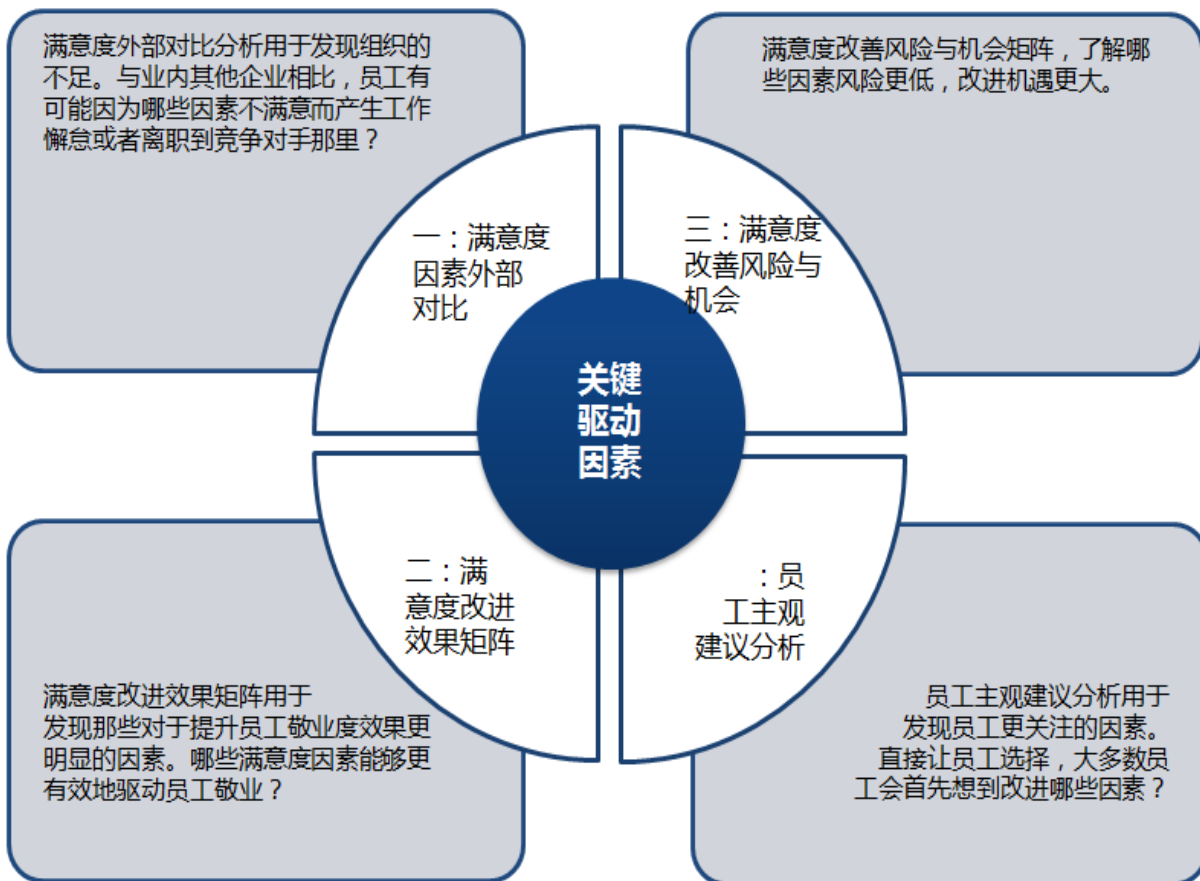 满意度外部对比分析用于发现组织的
不足。与业内其他企业相比，员工有
可能因为哪些因素不满意而产生工作
懈怠或者离职到竞争对手那里？
满意度改善风险与机会矩阵，了解哪
些因素风险更低，改进机遇更大。
一：满意度
因素外部
对比
三：满意度
改善风险与
机会
关键
驱动
因素
二：满
意度改进
效果矩阵
：员
工主观
建议分析
满意度改进效果矩阵用于
发现那些对于提升员工敬业度效果更
明显的因素。哪些满意度因素能够更
有效地驱动员工敬业？
员工主观建议分析用于
发现员工更关注的因素。
直接让员工选择，大多数员
工会首先想到改进哪些因素？